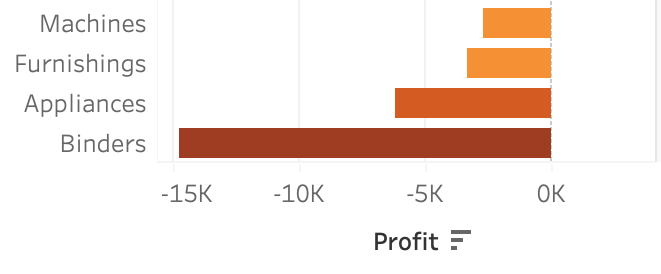 Machines
Furnishings
Appliances
Binders
-15K -10K -5K 0K
Profit